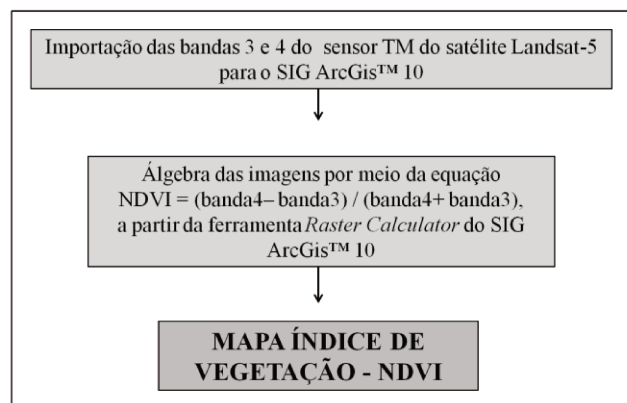 Importação das bandas 3 e 4 do sensor TM do satélite Landsat-5
para o SIG ArcGis™ 10
Álgebra das imagens por meio da equação
NDVI = (banda4– banda3) / (banda4+ banda3),
a partir da ferramenta Raster Calculator do SIG
ArcGis™ 10
MAPA ÍNDICE DE
VEGETAÇÃO - NDVI